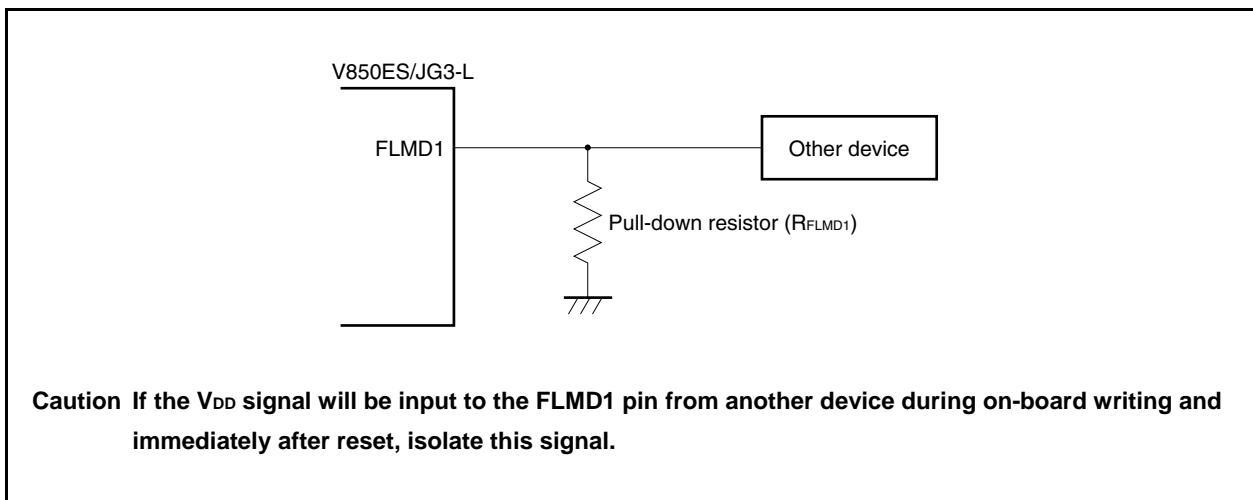 V850ES/JG3-L
FLMD1
Other device
Pull-down resistor (RFLMD1)
Caution If the VDD signal will be input to the FLMD1 pin from another device during on-board writing and
immediately after reset, isolate this signal.